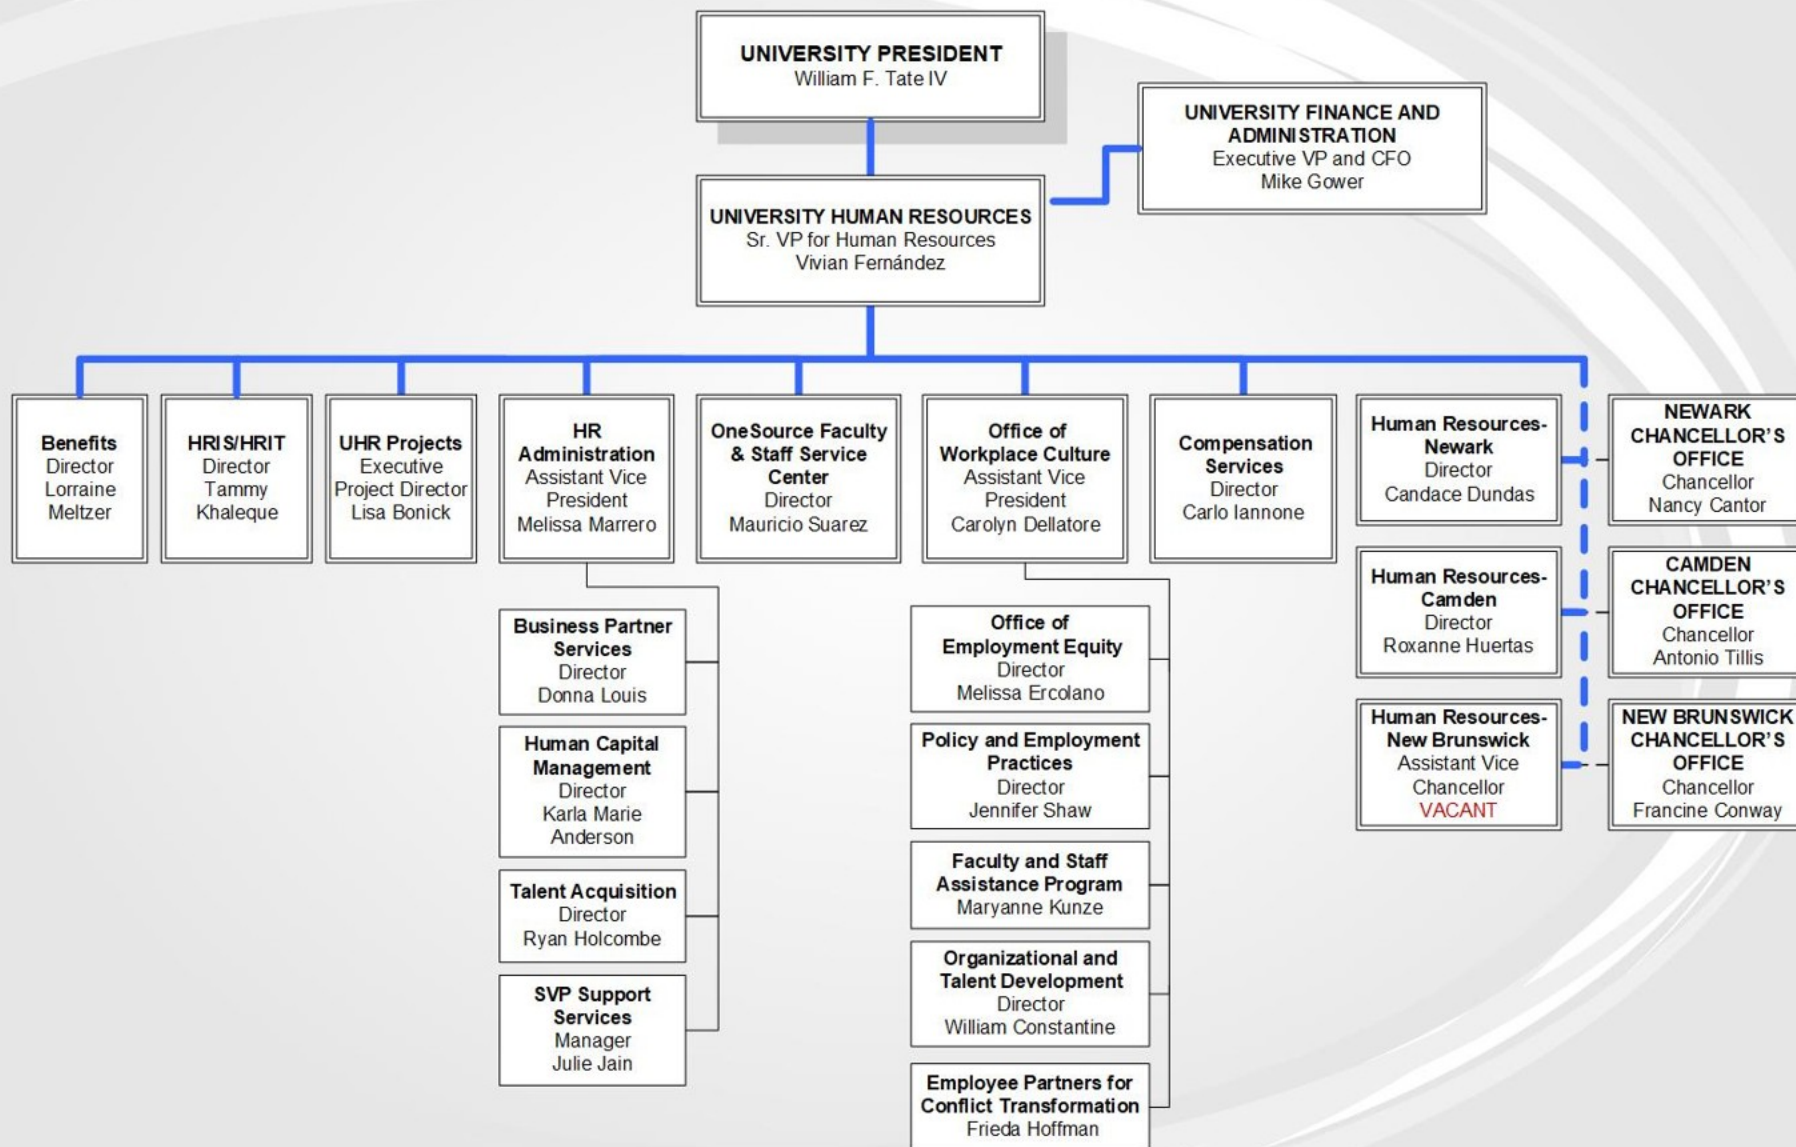 UNIVERSITY PRESIDENT
William F. Tate IV
UNIVERSITY FINANCE AND
ADMINISTRATION
Executive VP and CFO
Mike Gower
UNIVERSITY HUMAN RESOURCES
Sr. VP for Human Resources
Vivian Fernández
Benefits
Director
Lorraine
Meltzer
HRIS/HRIT
Director
Tammy
Khaleque
UHR Projects
Executive
Project Director
Lisa Bonick
HR
Administration
Assistant Vice
President
Melissa Marrero
OneSource Faculty
& Staff Service
Center
Director
Mauricio Suarez
Office of
Workplace Culture
Assistant Vice
President
Carolyn Dellatore
Compensation
Services
Director
Carlo Iannone
Human Resources-
Newark
Director
Candace Dundas
NEWARK
CHANCELLOR'S
OFFICE
Chancellor
Nancy Cantor
Human Resources-
Camden
Director
Roxanne Huertas
CAMDEN
CHANCELLOR'S
OFFICE
Chancellor
Antonio Tillis
Human Resources-
New Brunswick
Assistant Vice
Chancellor
VACANT
NEW BRUNSWICK
CHANCELLOR'S
OFFICE
Chancellor
Francine Conway
Business Partner
Services
Director
Donna Louis
Human Capital
Management
Director
Karla Marie
Anderson
Talent Acquisition
Director
Ryan Holcombe
SVP Support
Services
Manager
Julie Jain
Office of
Employment Equity
Director
Melissa Ercolano
Policy and Employment
Practices
Director
Jennifer Shaw
Faculty and Staff
Assistance Program
Maryanne Kunze
Organizational and
Talent Development
Director
William Constantine
Employee Partners for
Conflict Transformation
Frieda Hoffman